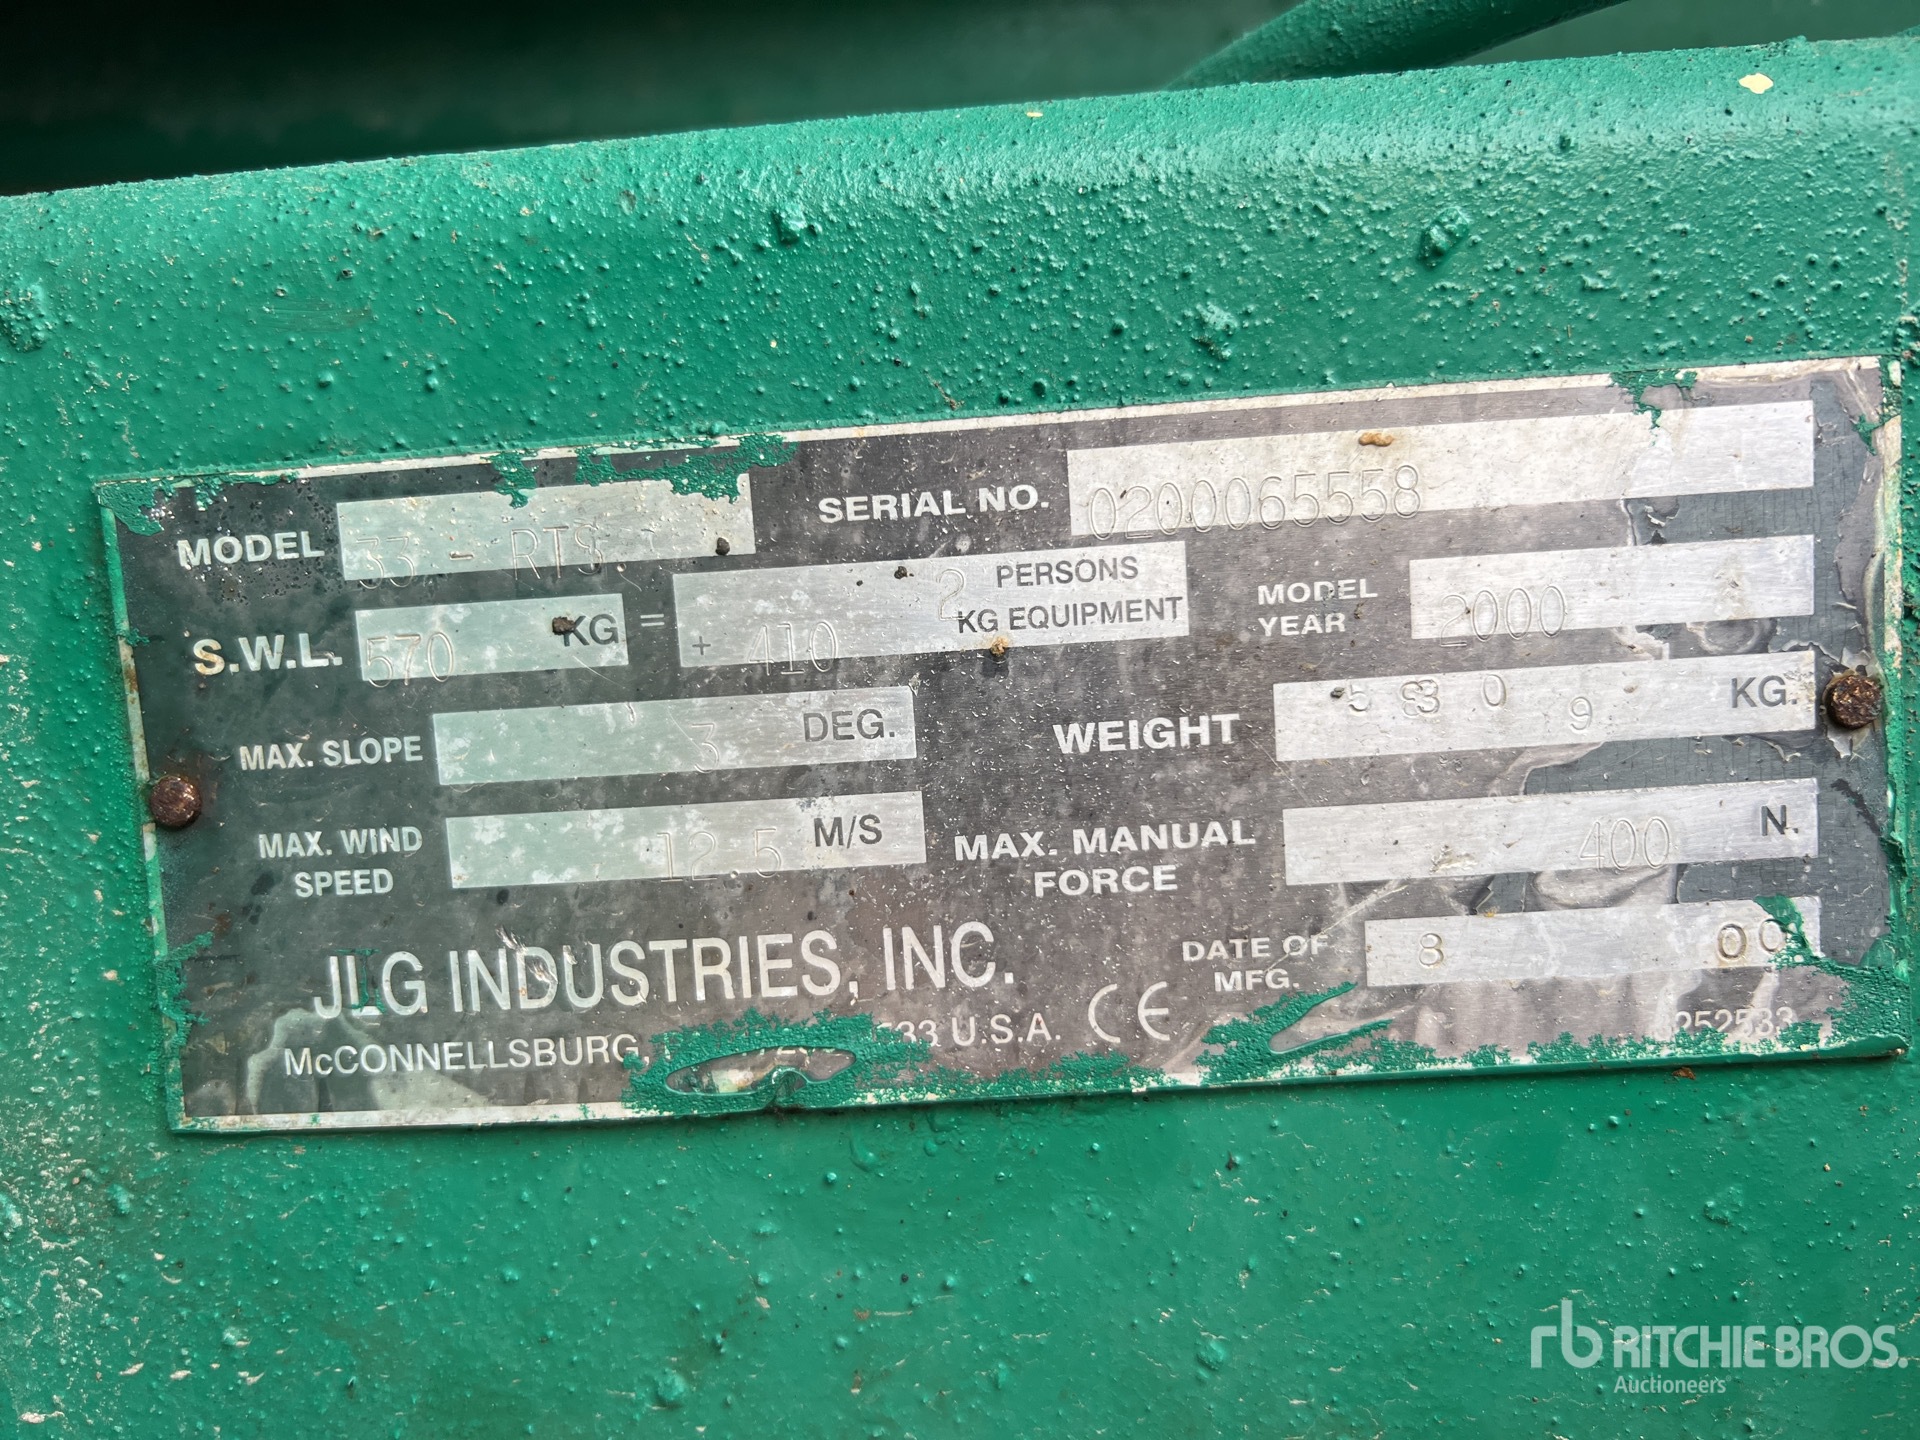 MODEL 33 - RTS SERIAL NO. 0200065558
S.W.L. 570 KG = 2 PERSONS
+ 410 KG EQUIPMENT
MODEL YEAR 2000
MAX. SLOPE 3 DEG. WEIGHT KG.
MAX. WIND SPEED 12.5 M/S MAX. MANUAL FORCE 400 N.
JLG INDUSTRIES, INC. DATE OF MFG. 8 00
McCONNELLSBURG, U.S.A. CE
RITCHIE BROS.
Auctioneers